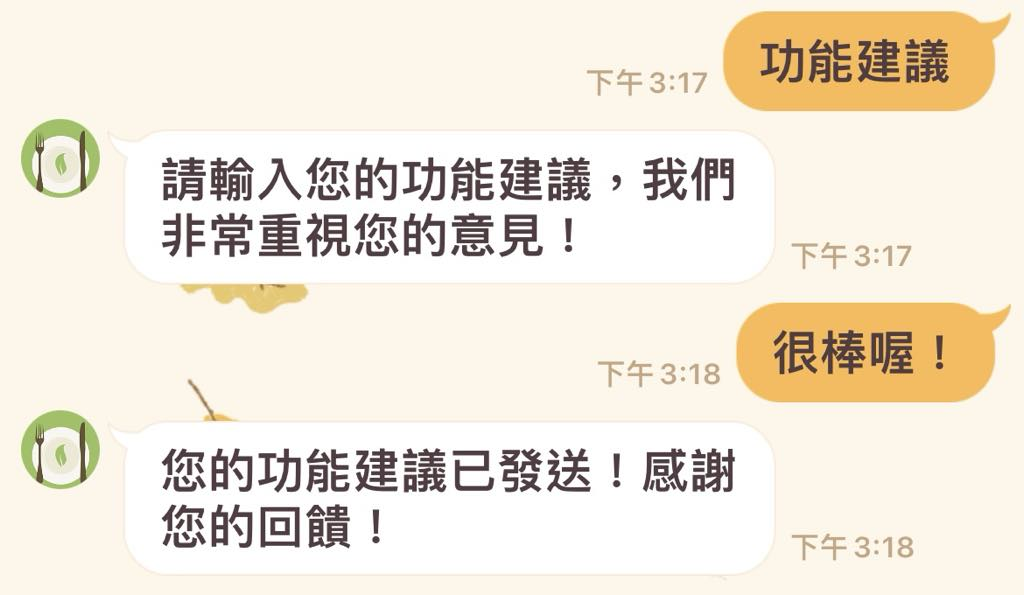 功能建議
下午 3:17
請輸入您的功能建議，我們
非常重視您的意見！
下午 3:17
很棒喔！
下午 3:18
您的功能建議已發送！感謝
您的回饋！
下午 3:18